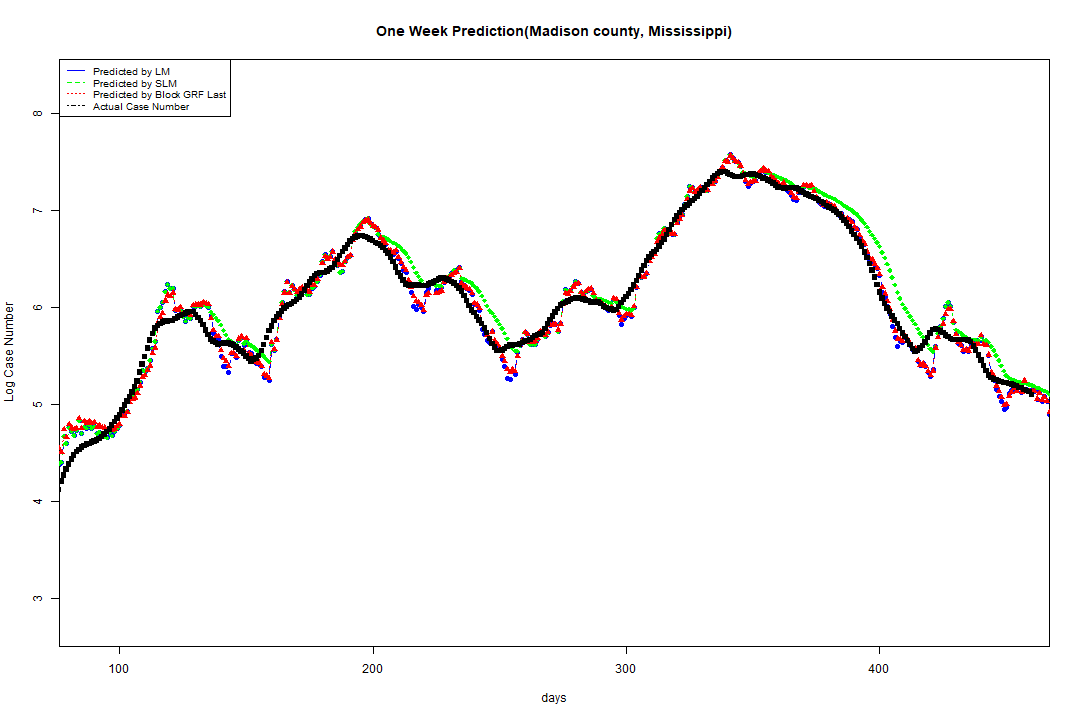 One Week Prediction(Madison county, Mississippi)
Predicted by LM
Predicted by SLM
Predicted by Block GRF Last
Actual Case Number
8
7
6
5
4
3
Log Case Number
100 200 300 400
days